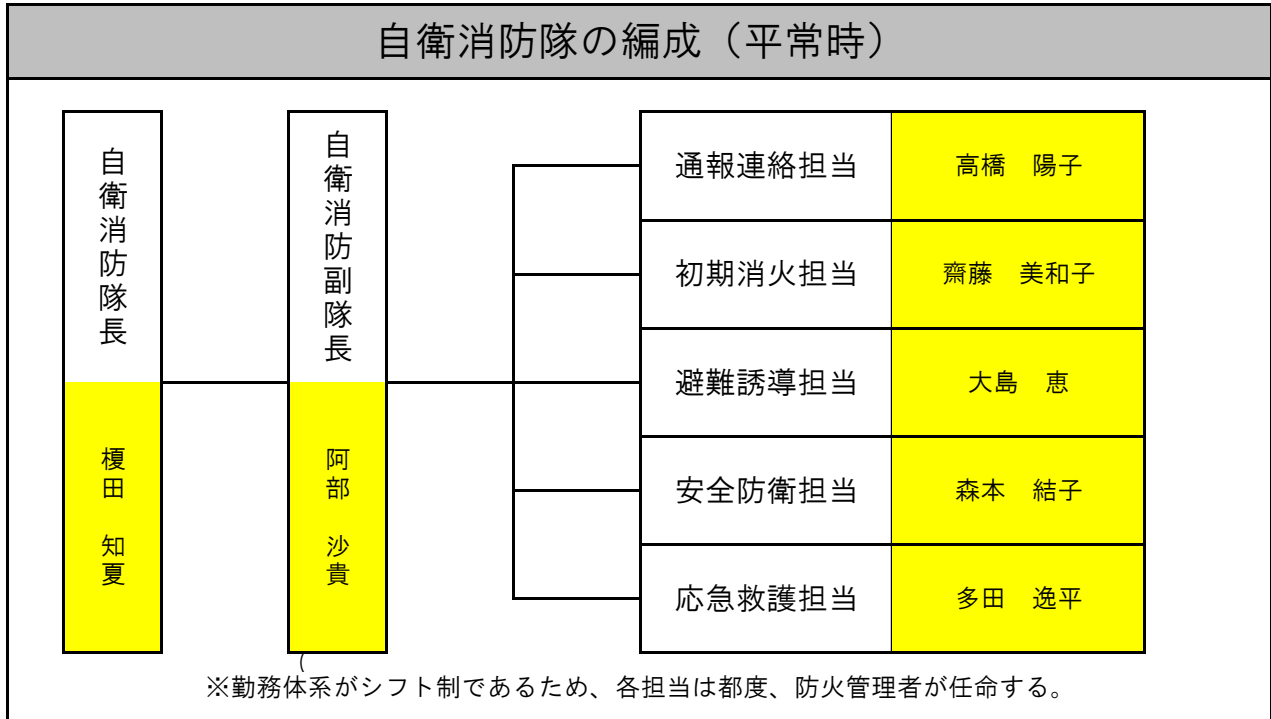 自衛消防隊の編成（平常時）
自衛消防隊長
榎田　知夏
自衛消防副隊長
阿部　沙貴
通報連絡担当　高橋　陽子
初期消火担当　齋藤　美和子
避難誘導担当　大島　恵
安全防衛担当　森本　結子
応急救護担当　多田　逸平
（
※勤務体系がシフト制であるため、各担当は都度、防火管理者が任命する。